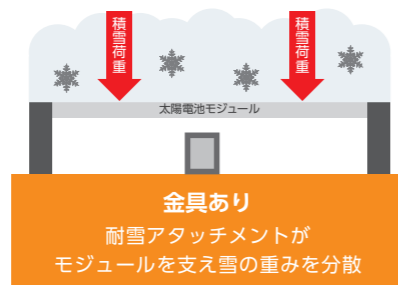 積雪荷重
積雪荷重
太陽電池モジュール
金具あり
耐雪アタッチメントが
モジュールを支え雪の重みを分散